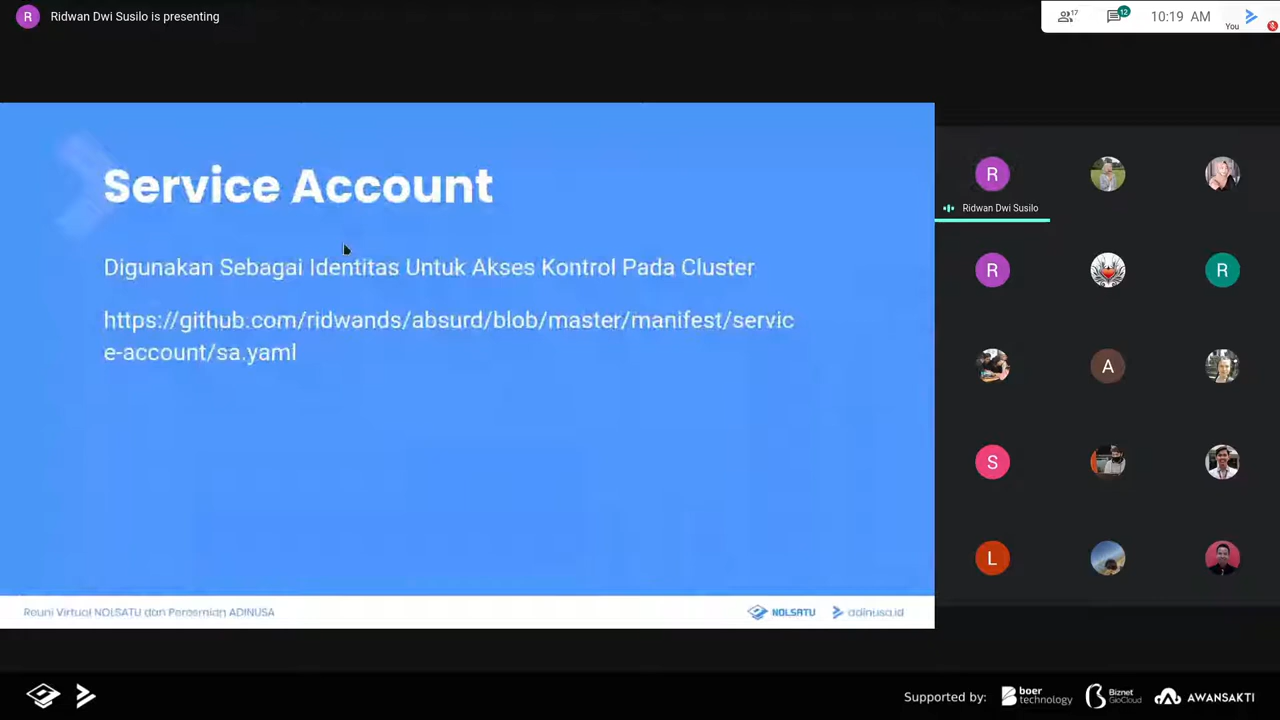 R Ridwan Dwi Susilo is presenting
17
12
10:19 AM
You
Service Account
Digunakan Sebagai Identitas Untuk Akses Kontrol Pada Cluster
https://github.com/ridwands/absurd/blob/master/manifest/servic
e-account/sa.yaml
Reuni Virtual NOLSATU dan Peresmian ADINUSA
NOLSATU
adinusa.id
R
Ridwan Dwi Susilo
R
R
A
S
L
Supported by:
boer
technology
Biznet
GioCloud
AWANSAKTI